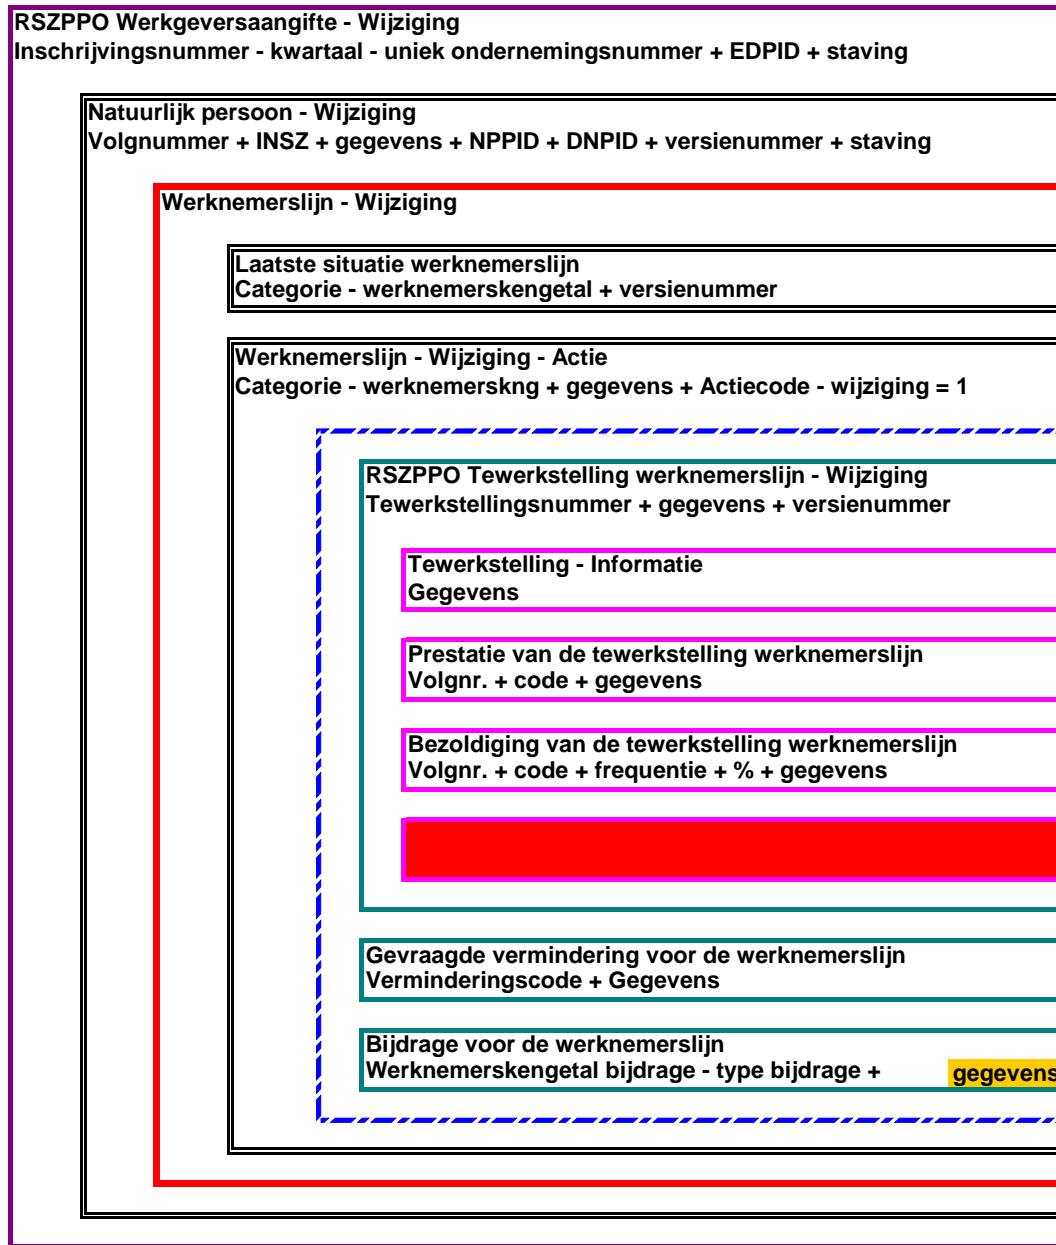 RSZPPO Werkgeversaangifte - Wijziging
Inschrijvingsnummer - kwartaal - uniek ondernemingsnummer + EDPID + staving
Natuurlijk persoon - Wijziging
Volgnummer + INSZ + gegevens + NPPID + DNPID + versienummer + staving
Werknemerslijn - Wijziging
Laatste situatie werknemerslijn
Categorie - werknemerskengetal + versienummer
Werknemerslijn - Wijziging - Actie
Categorie - werknemerskng + gegevens + Actiecode - wijziging = 1
RSZPPO Tewerkstelling werknemerslijn - Wijziging
Tewerkstellingsnummer + gegevens + versienummer
Tewerkstelling - Informatie
Gegevens
Prestatie van de tewerkstelling werknemerslijn
Volgnr. + code + gegevens
Bezoldiging van de tewerkstelling werknemerslijn
Volgnr. + code + frequentie + % + gegevens
Gevraagde vermindering voor de werknemerslijn
Verminderingscode + Gegevens
Bijdrage voor de werknemerslijn
Werknemerskengetal bijdrage - type bijdrage + gegevens